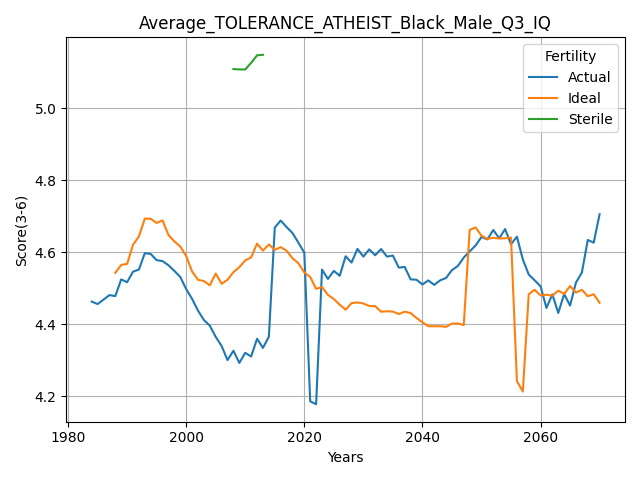 Average_TOLERANCE_ATHEIST_Black_Male_Q3_IQ
Fertility
Actual
Ideal
Sterile
Score(3-6)
5.0
4.8
4.6
4.4
4.2
1980 2000 2020 2040 2060
Years